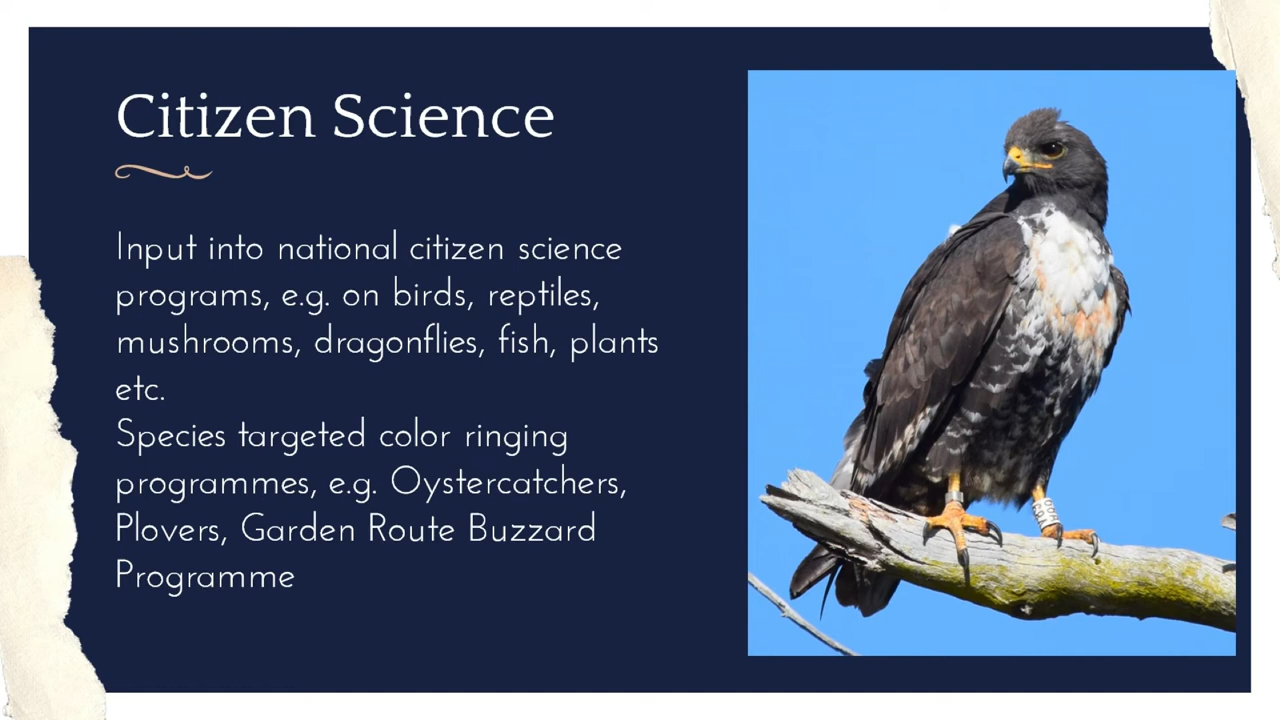 Citizen Science
Input into national citizen science
programs, e.g. on birds, reptiles,
mushrooms, dragonflies, fish, plants
etc.
Species targeted color ringing
programmes, e.g. Oystercatchers,
Plovers, Garden Route Buzzard
Programme